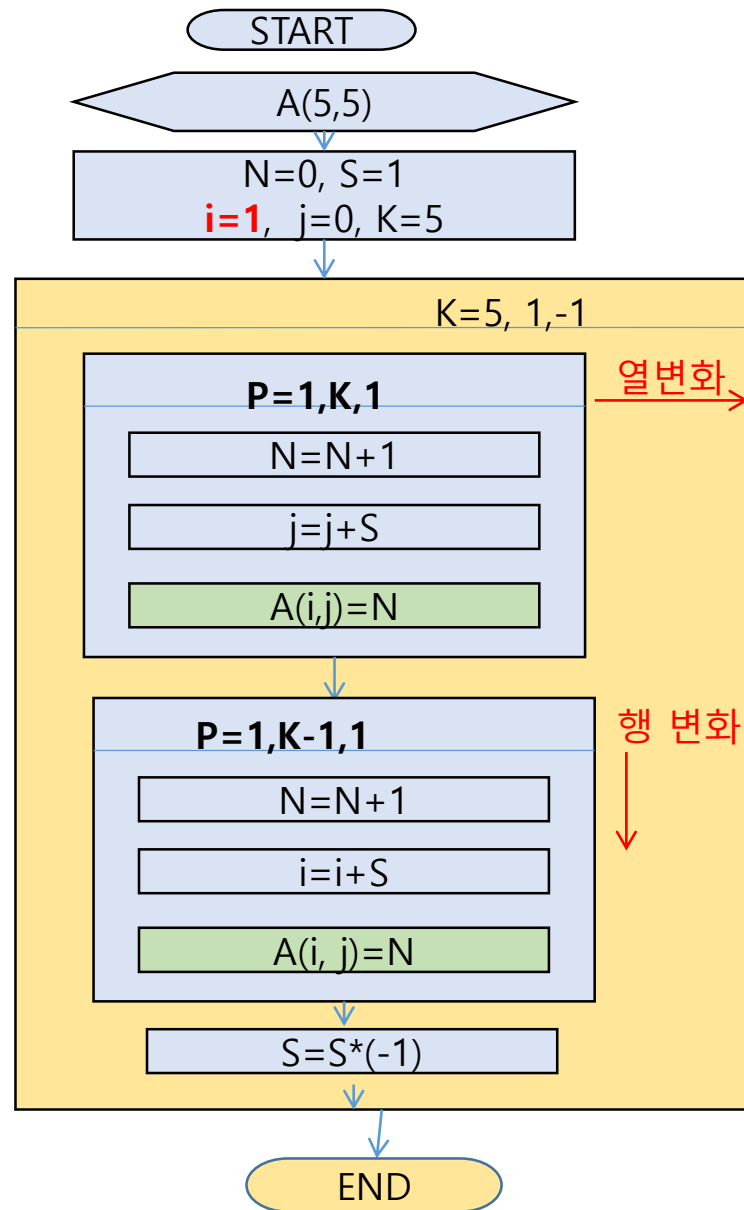 START
A(5,5)
N=0, S=1
i=1, j=0, K=5
K=5, 1,-1
P=1,K,1
열변화
N=N+1
j=j+S
A(i,j)=N
P=1,K-1,1
행 변화
N=N+1
i=i+S
A(i, j)=N
S=S*(-1)
END